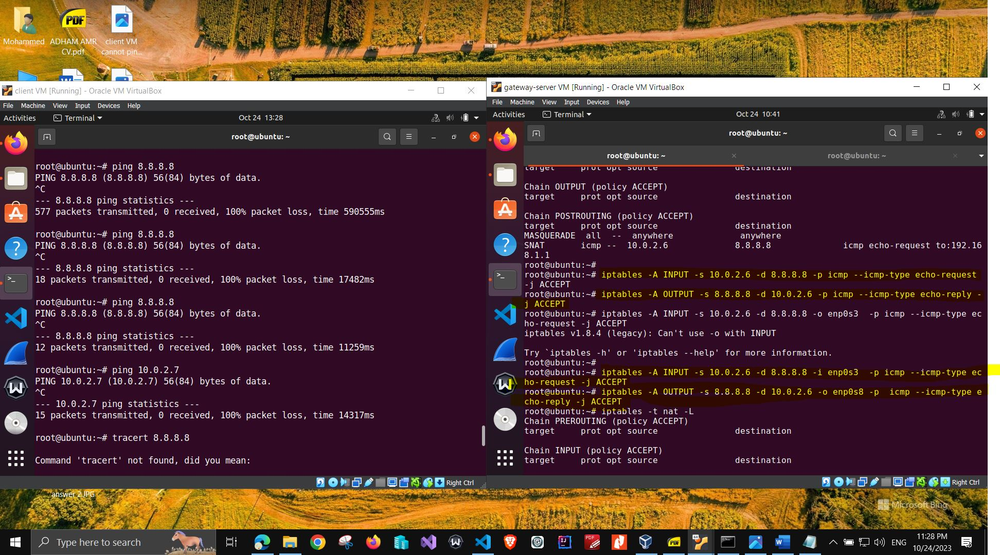 Mohammed
ADHAM AMR
CV.pdf
client VM
cannot pin...
client VM [Running] - Oracle VM VirtualBox
File Machine View Input Devices Help
Activities
Terminal
Oct 24 13:28
root@ubuntu: ~
root@ubuntu:~# ping 8.8.8.8
PING 8.8.8.8 (8.8.8.8) 56(84) bytes of data.
^C
--- 8.8.8.8 ping statistics ---
577 packets transmitted, 0 received, 100% packet loss, time 590555ms
root@ubuntu:~# ping 8.8.8.8
PING 8.8.8.8 (8.8.8.8) 56(84) bytes of data.
^C
--- 8.8.8.8 ping statistics ---
18 packets transmitted, 0 received, 100% packet loss, time 17482ms
root@ubuntu:~# ping 8.8.8.8
PING 8.8.8.8 (8.8.8.8) 56(84) bytes of data.
^C
--- 8.8.8.8 ping statistics ---
12 packets transmitted, 0 received, 100% packet loss, time 11259ms
root@ubuntu:~# ping 10.0.2.7
PING 10.0.2.7 (10.0.2.7) 56(84) bytes of data.
^C
--- 10.0.2.7 ping statistics ---
15 packets transmitted, 0 received, 100% packet loss, time 14317ms
root@ubuntu:~# tracert 8.8.8.8
Command 'tracert' not found, did you mean:
Right Ctrl
gateway-server VM [Running] - Oracle VM VirtualBox
File Machine View Input Devices Help
Activities
Terminal
Oct 24 10:41
root@ubuntu: ~
root@ubuntu: ~
root@ubuntu: ~
target prot opt source destination
Chain OUTPUT (policy ACCEPT)
target prot opt source destination
Chain POSTROUTING (policy ACCEPT)
target prot opt source destination
MASQUERADE all -- anywhere anywhere
SNAT icmp -- 10.0.2.6 8.8.8.8 icmp echo-request to:192.16
8.1.1
root@ubuntu:~#
root@ubuntu:~# iptables -A INPUT -s 10.0.2.6 -d 8.8.8.8 -p icmp --icmp-type echo-request
-j ACCEPT
root@ubuntu:~# iptables -A OUTPUT -s 8.8.8.8 -d 10.0.2.6 -p icmp --icmp-type echo-reply -
j ACCEPT
root@ubuntu:~# iptables -A INPUT -s 10.0.2.6 -d 8.8.8.8 -o enp0s3 -p icmp --icmp-type ec
ho-request -j ACCEPT
iptables v1.8.4 (legacy): Can't use -o with INPUT
Try `iptables -h' or 'iptables --help' for more information.
root@ubuntu:~#
root@ubuntu:~# iptables -A INPUT -s 10.0.2.6 -d 8.8.8.8 -i enp0s3 -p icmp --icmp-type ec
ho-request -j ACCEPT
root@ubuntu:~# iptables -A OUTPUT -s 8.8.8.8 -d 10.0.2.6 -o enp0s8 -p icmp --icmp-type e
cho-reply -j ACCEPT
root@ubuntu:~# iptables -t nat -L
Chain PREROUTING (policy ACCEPT)
target prot opt source destination
Chain INPUT (policy ACCEPT)
target prot opt source destination
Right Ctrl
answer 2.JPG
Microsoft Bing
Type here to search
ENG
11:28 PM
10/24/2023